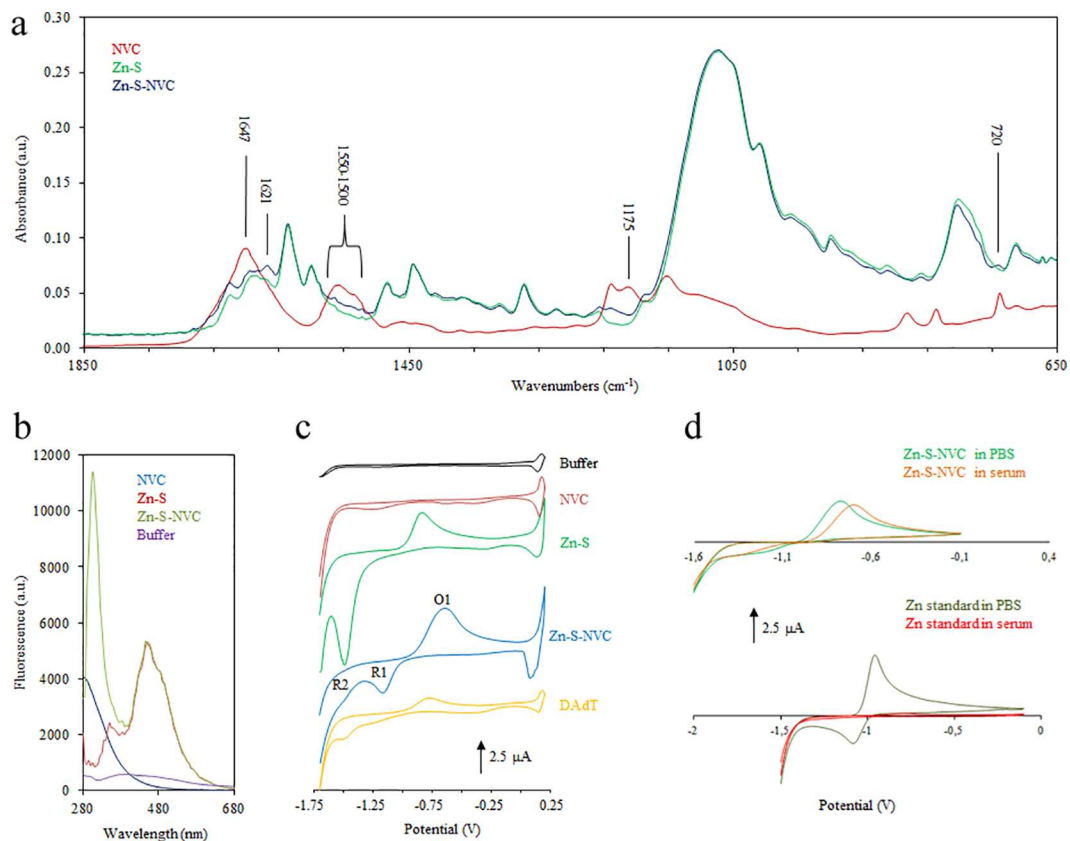 a
0.30
0.25
0.20
0.15
0.10
0.05
0.00
Absorbance (a.u.)
NVC
Zn-S
Zn-S-NVC
1647
1621
1550-1500
1175
720
1850
1450
1050
650
Wavenumbers (cm-1)
b
12000
10000
8000
6000
4000
2000
0
Fluorescence (a.u.)
NVC
Zn-S
Zn-S-NVC
Buffer
280
480
680
Wavelength (nm)
c
Buffer
NVC
Zn-S
O1
Zn-S-NVC
R1
R2
DAdT
2.5 µA
-1.75
-1.25
-0.75
-0.25
0.25
Potential (V)
d
Zn-S-NVC in PBS
Zn-S-NVC in serum
-1,6
-1,1
-0,6
-0,1
0,4
2.5 µA
Zn standard in PBS
Zn standard in serum
-2
-1,5
-1
-0,5
0
Potential (V)